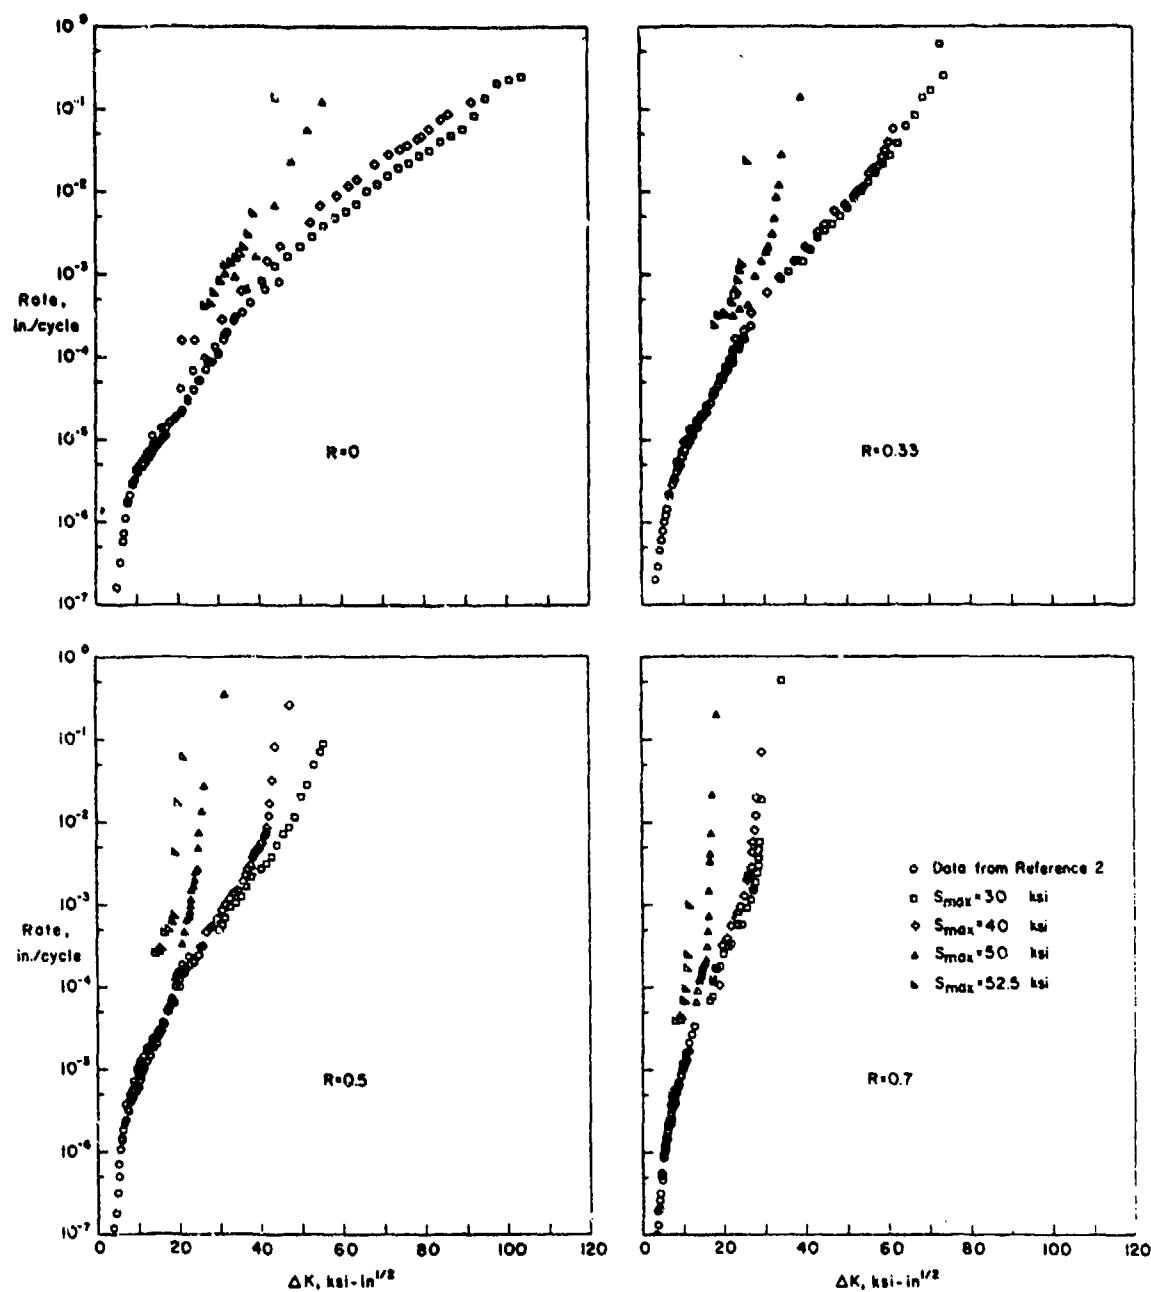 10⁰
10⁻¹
10⁻²
10⁻³
Rate,
in./cycle
10⁻⁴
10⁻⁵
10⁻⁶
10⁻⁷
R=0
R=0.33
10⁰
10⁻¹
10⁻²
10⁻³
Rate,
in./cycle
10⁻⁴
10⁻⁵
10⁻⁶
10⁻⁷
R=0.5
Data from Reference 2
Smax=30 ksi
Smax=40 ksi
Smax=50 ksi
Smax=52.5 ksi
R=0.7
0 20 40 60 80 100 120
ΔK, ksi-in^1/2
0 20 40 60 80 100 120
ΔK, ksi-in^1/2